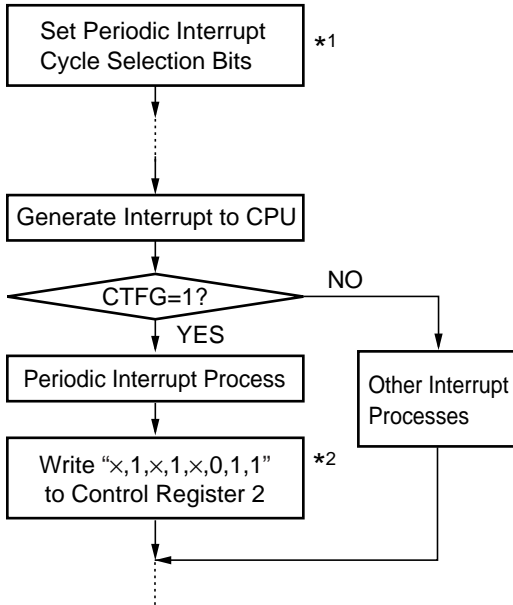 Set Periodic Interrupt
Cycle Selection Bits
*1
Generate Interrupt to CPU
CTFG=1?
NO
YES
Periodic Interrupt Process
Other Interrupt
Processes
Write “×,1,×,1,×,0,1,1”
to Control Register 2
*2